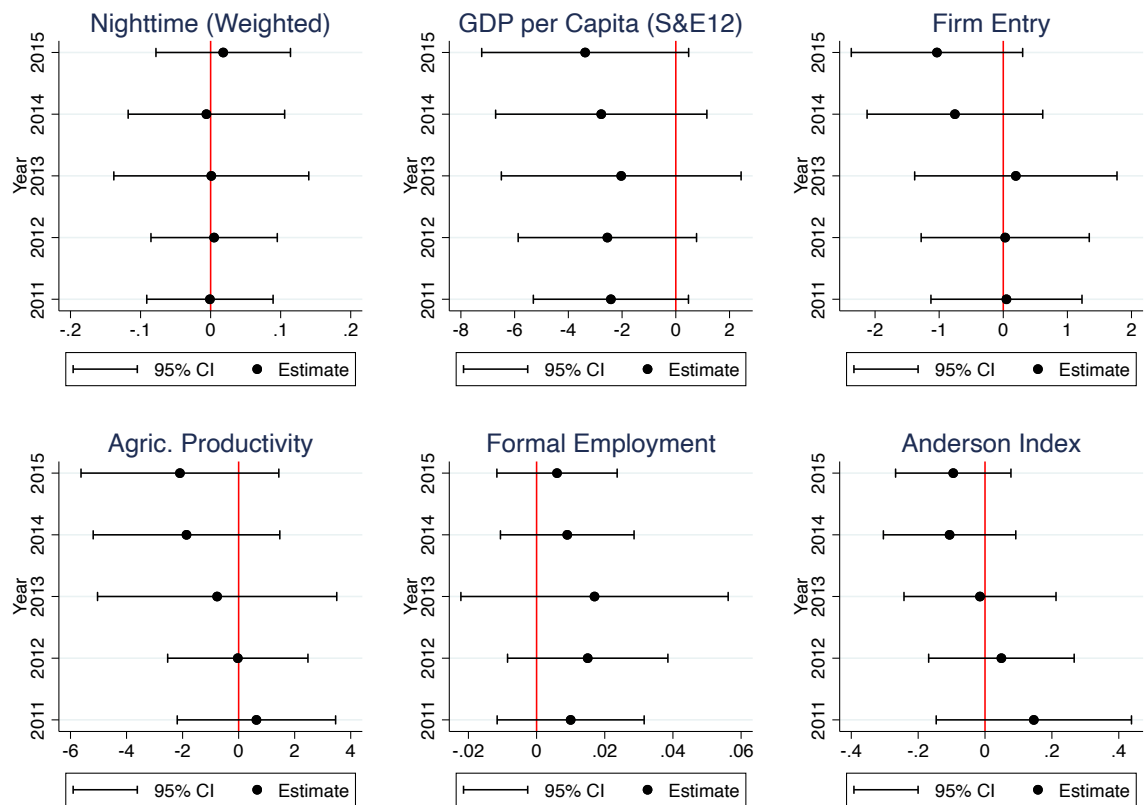 Nighttime (Weighted)
Year
2015
2014
2013
2012
2011
-.2 -.1 0 .1 .2
95% CI Estimate
GDP per Capita (S&E12)
Year
2015
2014
2013
2012
2011
-8 -6 -4 -2 0 2
95% CI Estimate
Firm Entry
Year
2015
2014
2013
2012
2011
-2 -1 0 1 2
95% CI Estimate
Agric. Productivity
Year
2015
2014
2013
2012
2011
-6 -4 -2 0 2 4
95% CI Estimate
Formal Employment
Year
2015
2014
2013
2012
2011
-.02 0 .02 .04 .06
95% CI Estimate
Anderson Index
Year
2015
2014
2013
2012
2011
-.4 -.2 0 .2 .4
95% CI Estimate